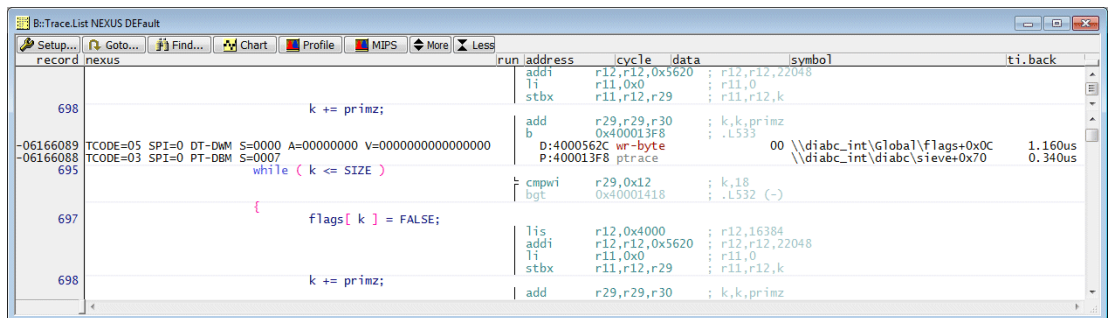 B::Trace.List NEXUS DEFault
Setup... Goto... Find... Chart Profile MIPS More Less
record nexus run address cycle data symbol ti.back
addi r12,r12,0x5620 ; r12,r12,22048
li r11,0x0 ; r11,0
stbx r11,r12,r29 ; r11,r12,k
698 k += primz;
add r29,r29,r30 ; k,k,primz
b 0x400013F8 ; .L533
-06166089 TCODE=05 SPI=0 DT-DWM S=0000 A=00000000 V=0000000000000000 D:4000562C wr-byte 00 \\diabc_int\Global\flags+0x0C 1.160us
-06166088 TCODE=03 SPI=0 PT-DBM S=0007 P:400013F8 ptrace \\diabc_int\diabc\sieve+0x70 0.340us
695 while ( k <= SIZE )
cmpwi r29,0x12 ; k,18
bgt 0x40001418 ; .L532 (-)
{
697 flags[ k ] = FALSE;
lis r12,0x4000 ; r12,16384
addi r12,r12,0x5620 ; r12,r12,22048
li r11,0x0 ; r11,0
stbx r11,r12,r29 ; r11,r12,k
698 k += primz;
add r29,r29,r30 ; k,k,primz